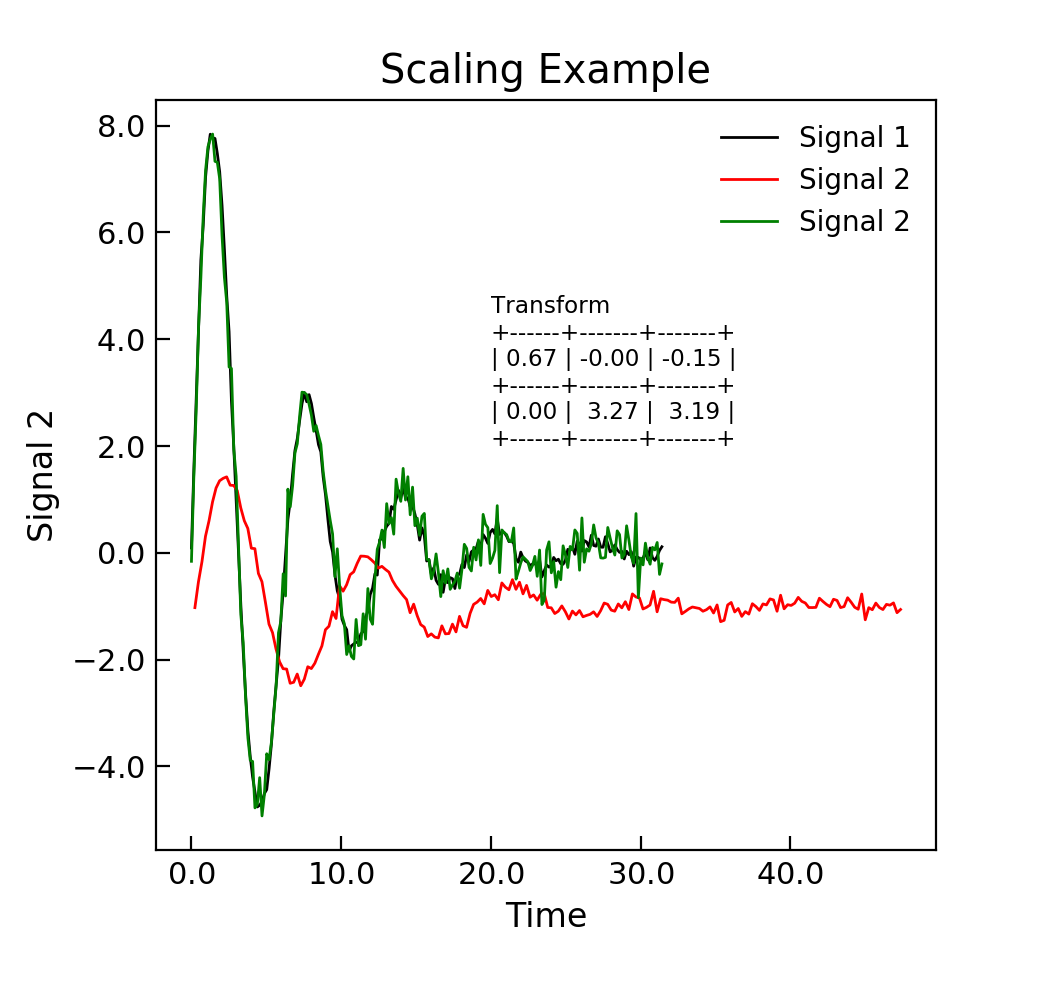 Scaling Example
8.0
6.0
4.0
2.0
0.0
−2.0
−4.0
Signal 2
Signal 1
Signal 2
Signal 2
Transform
+------+-------+-------+
| 0.67 | -0.00 | -0.15 |
+------+-------+-------+
| 0.00 |  3.27 |  3.19 |
+------+-------+-------+
0.0 10.0 20.0 30.0 40.0
Time